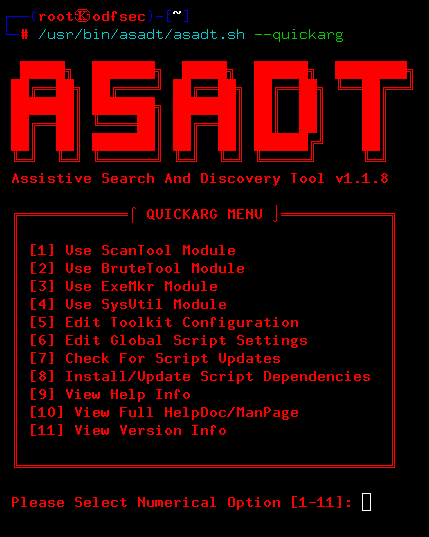 (root㉿odfsec)-[~]
# /usr/bin/asadt/asadt.sh --quickarg
ASADT
Assistive Search And Discovery Tool v1.1.8
⌠ QUICKARG MENU ⌡
[1] Use ScanTool Module
[2] Use BruteTool Module
[3] Use ExeMkr Module
[4] Use SysUtil Module
[5] Edit Toolkit Configuration
[6] Edit Global Script Settings
[7] Check For Script Updates
[8] Install/Update Script Dependencies
[9] View Help Info
[10] View Full HelpDoc/ManPage
[11] View Version Info
Please Select Numerical Option [1-11]: